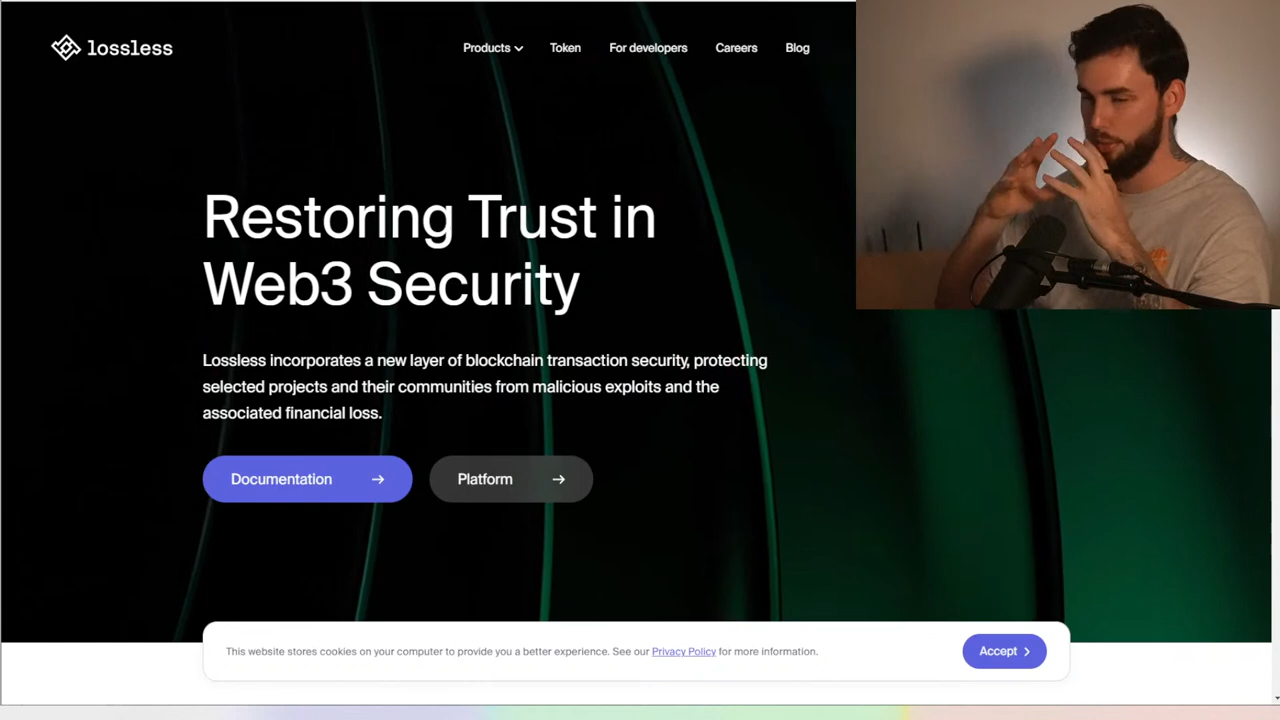 lossless
Products
Token
For developers
Careers
Blog
Restoring Trust in
Web3 Security
Lossless incorporates a new layer of blockchain transaction security, protecting
selected projects and their communities from malicious exploits and the
associated financial loss.
Documentation
Platform
This website stores cookies on your computer to provide you a better experience. See our Privacy Policy for more information.
Accept